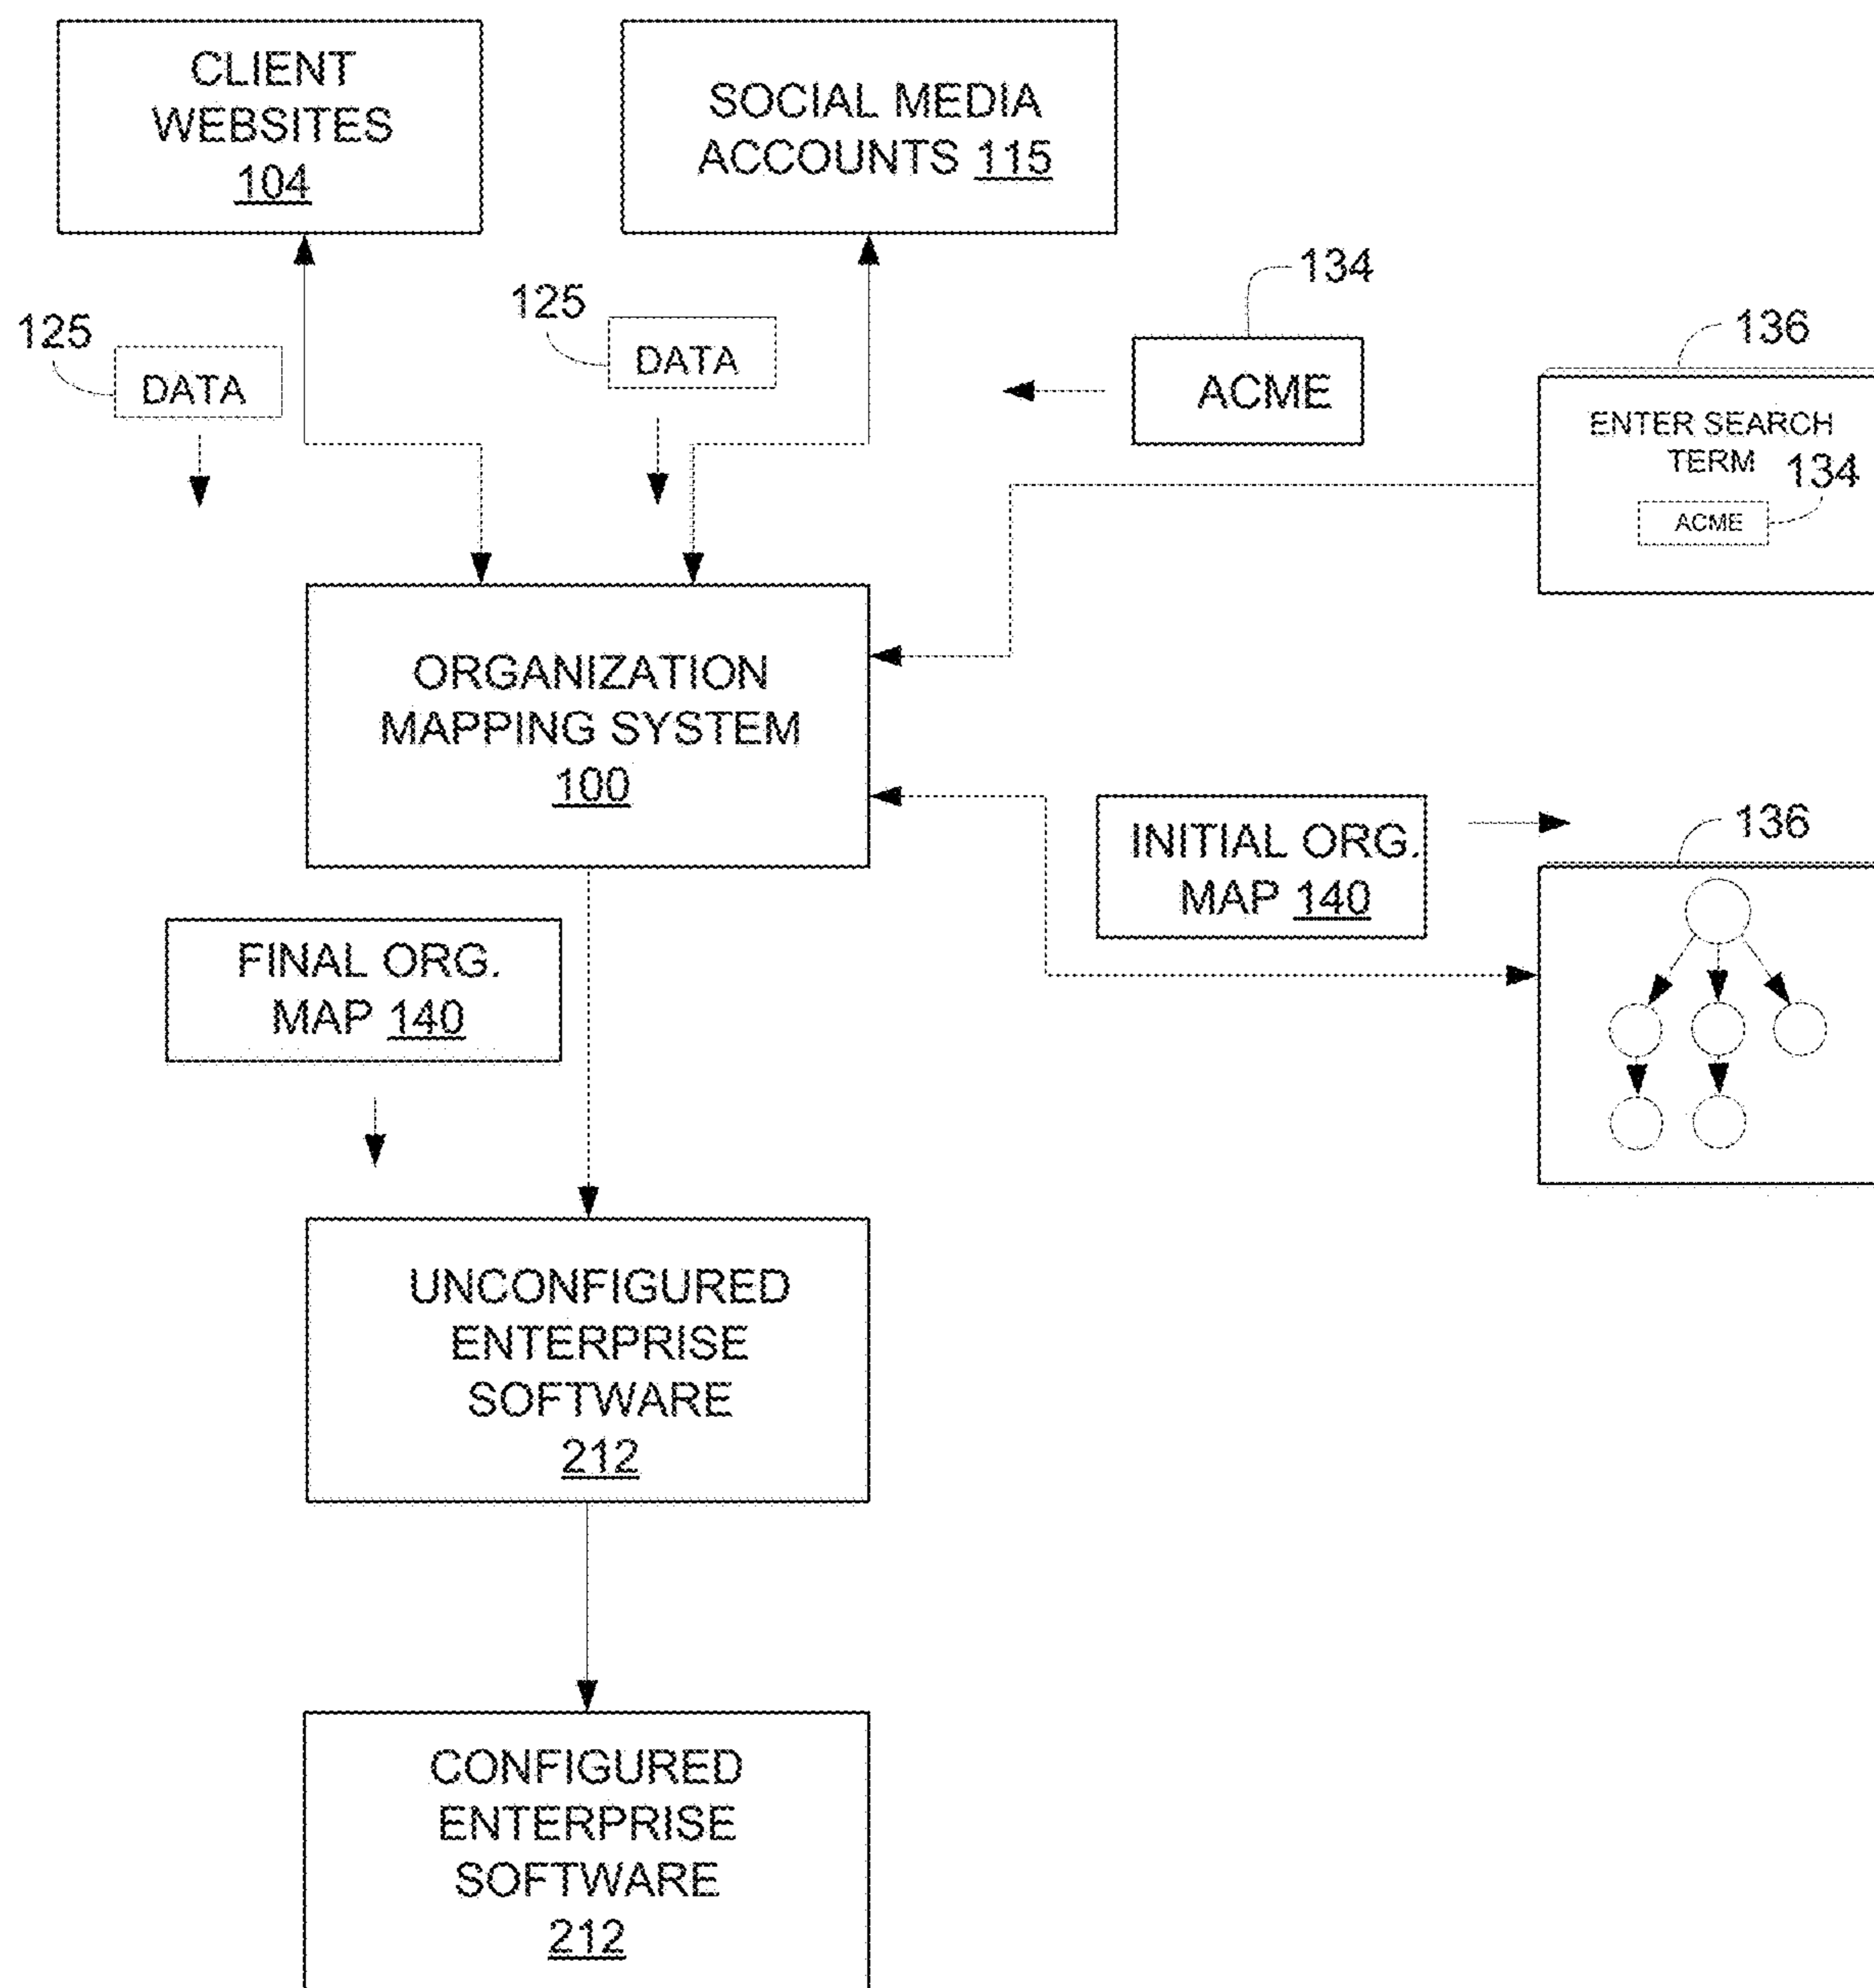 CLIENT
WEBSITES
104
SOCIAL MEDIA
ACCOUNTS 115
125
DATA
125
DATA
134
ACME
136
ENTER SEARCH
TERM
134
ACME
ORGANIZATION
MAPPING SYSTEM
100
INITIAL ORG.
MAP 140
136
FINAL ORG.
MAP 140
UNCONFIGURED
ENTERPRISE
SOFTWARE
212
CONFIGURED
ENTERPRISE
SOFTWARE
212